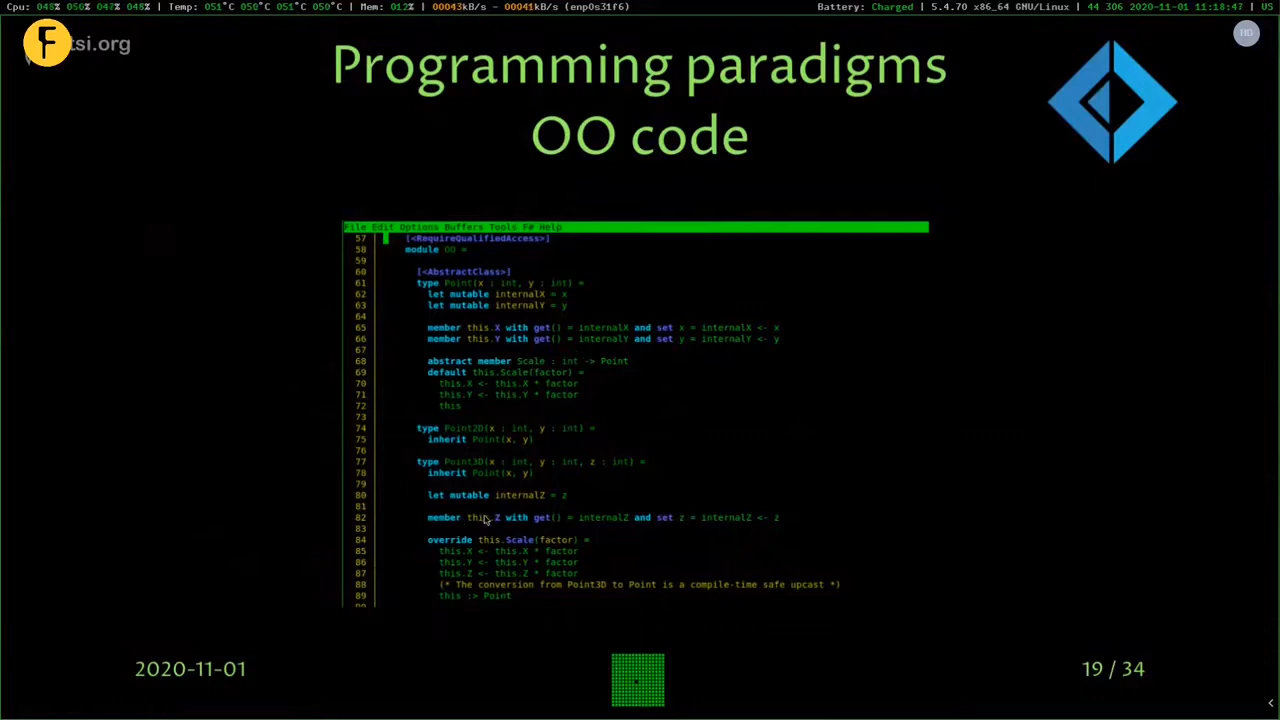 Cpu: 048% 050% 047% 048% | Temp: 051°C 050°C 051°C 050°C | Mem: 012% | 00043kB/s - 00041kB/s (enp0s31f6)
Battery: Charged | 5.4.70 x86_64 GNU/Linux | 44 306 2020-11-01 11:18:47 | VS
tsi.org
Programming paradigms
OO code
File Edit Options Buffers Tools F# Help
57 [<RequireQualifiedAccess>]
58 module OO =
59
60 [<AbstractClass>]
61 type Point(x : int, y : int) =
62 let mutable internalX = x
63 let mutable internalY = y
64
65 member this.X with get() = internalX and set x = internalX <- x
66 member this.Y with get() = internalY and set y = internalY <- y
67
68 abstract member Scale : int -> Point
69 default this.Scale(factor) =
70 this.X <- this.X * factor
71 this.Y <- this.Y * factor
72 this
73
74 type Point2D(x : int, y : int) =
75 inherit Point(x, y)
76
77 type Point3D(x : int, y : int, z : int) =
78 inherit Point(x, y)
79
80 let mutable internalZ = z
81
82 member this.Z with get() = internalZ and set z = internalZ <- z
83
84 override this.Scale(factor) =
85 this.X <- this.X * factor
86 this.Y <- this.Y * factor
87 this.Z <- this.Z * factor
88 (* The conversion from Point3D to Point is a compile-time safe upcast *)
89 this :> Point
2020-11-01
19 / 34